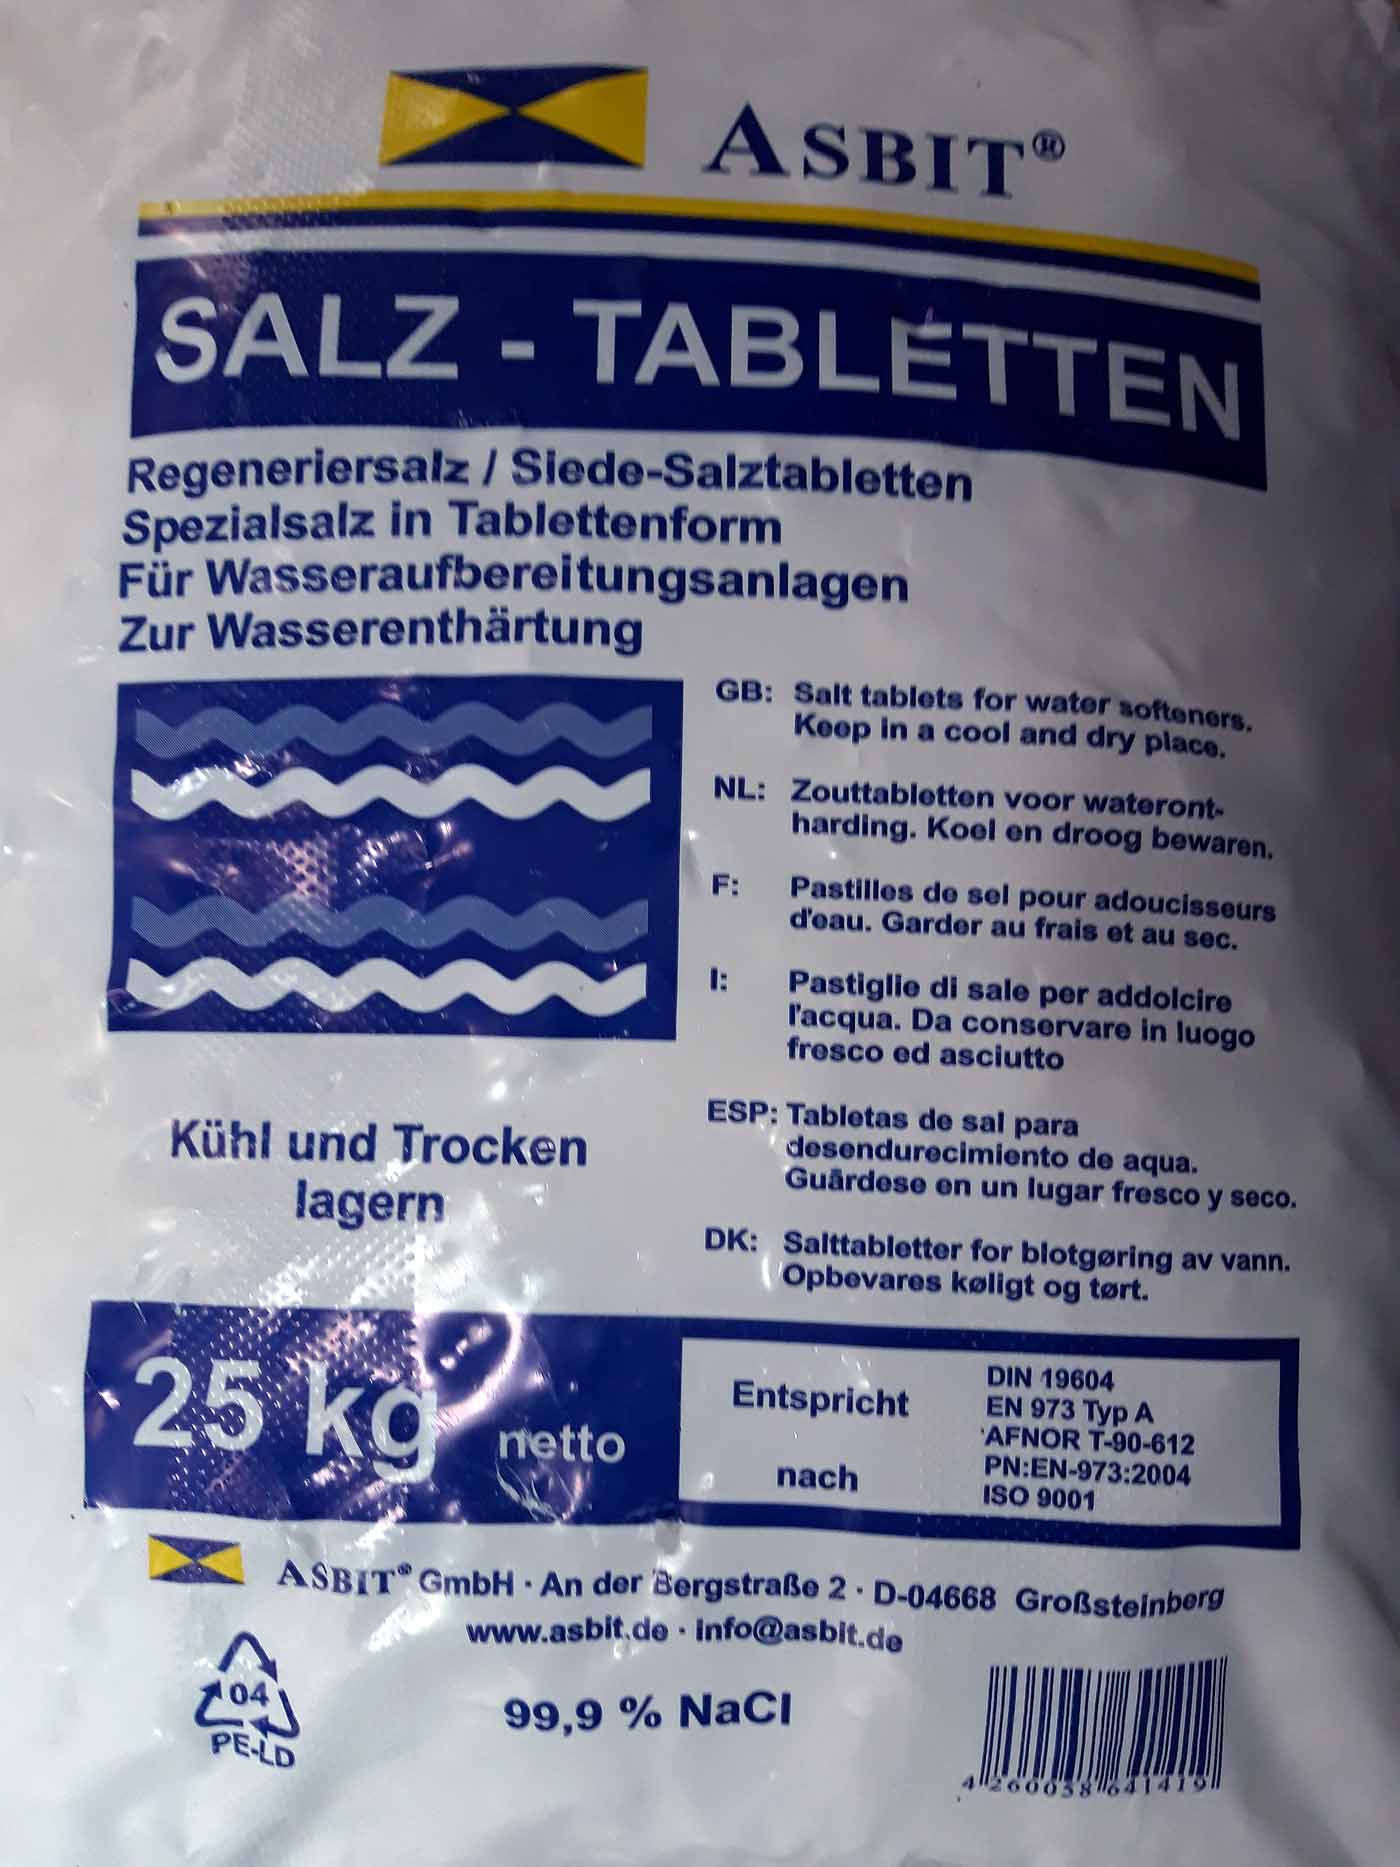 ASBIT®
SALZ - TABLETTEN
Regeneriersalz / Siede-Salztabletten
Spezialsalz in Tablettenform
Für Wasseraufbereitungsanlagen
Zur Wasserenthärtung
GB: Salt tablets for water softeners.
Keep in a cool and dry place.
NL: Zouttabletten voor wateront-
harding. Koel en droog bewaren.
F: Pastilles de sel pour adoucisseurs
d'eau. Garder au frais et au sec.
I: Pastiglie di sale per addolcire
l'acqua. Da conservare in luogo
fresco ed asciutto
ESP: Tabletas de sal para
desendurecimiento de aqua.
Guårdese en un lugar fresco y seco.
DK: Salttabletter for blotgøring av vann.
Opbevares køligt og tørt.
Kühl und Trocken
lagern
25 kg netto
Entspricht
nach
DIN 19604
EN 973 Typ A
AFNOR T-90-612
PN:EN-973:2004
ISO 9001
ASBIT® GmbH · An der Bergstraße 2 · D-04668 Großsteinberg
www.asbit.de · info@asbit.de
04
PE-LD
99,9 % NaCl
4 260038 641419